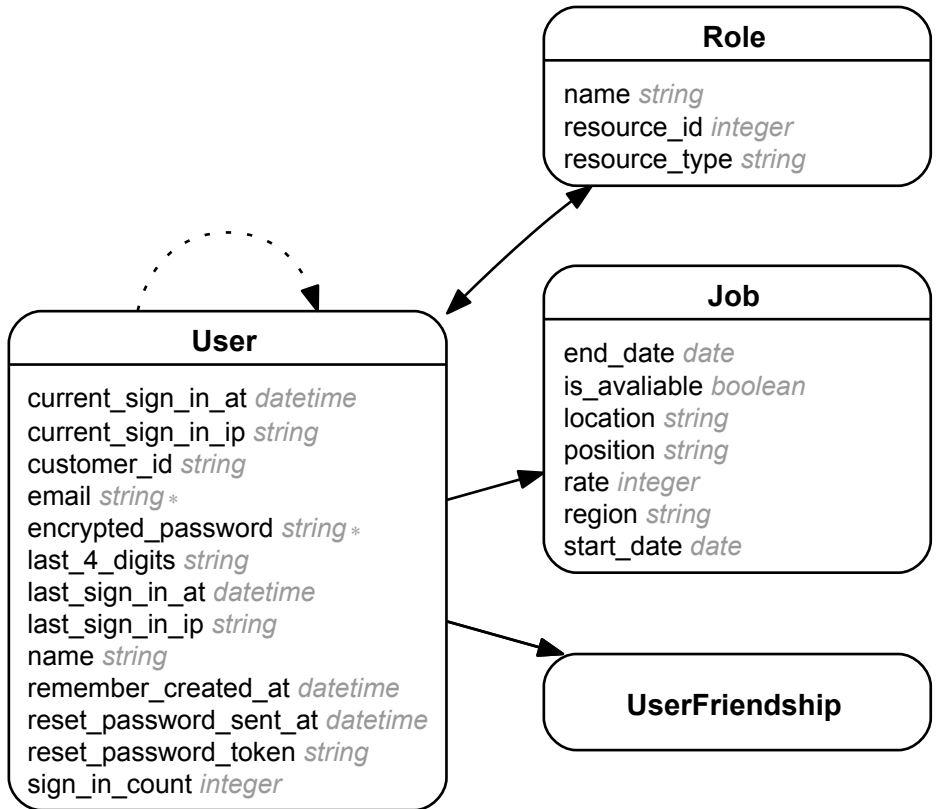 Role
name string
resource_id integer
resource_type string
Job
end_date date
is_avaliable boolean
location string
position string
rate integer
region string
start_date date
User
current_sign_in_at datetime
current_sign_in_ip string
customer_id string
email string *
encrypted_password string *
last_4_digits string
last_sign_in_at datetime
last_sign_in_ip string
name string
remember_created_at datetime
reset_password_sent_at datetime
reset_password_token string
sign_in_count integer
UserFriendship